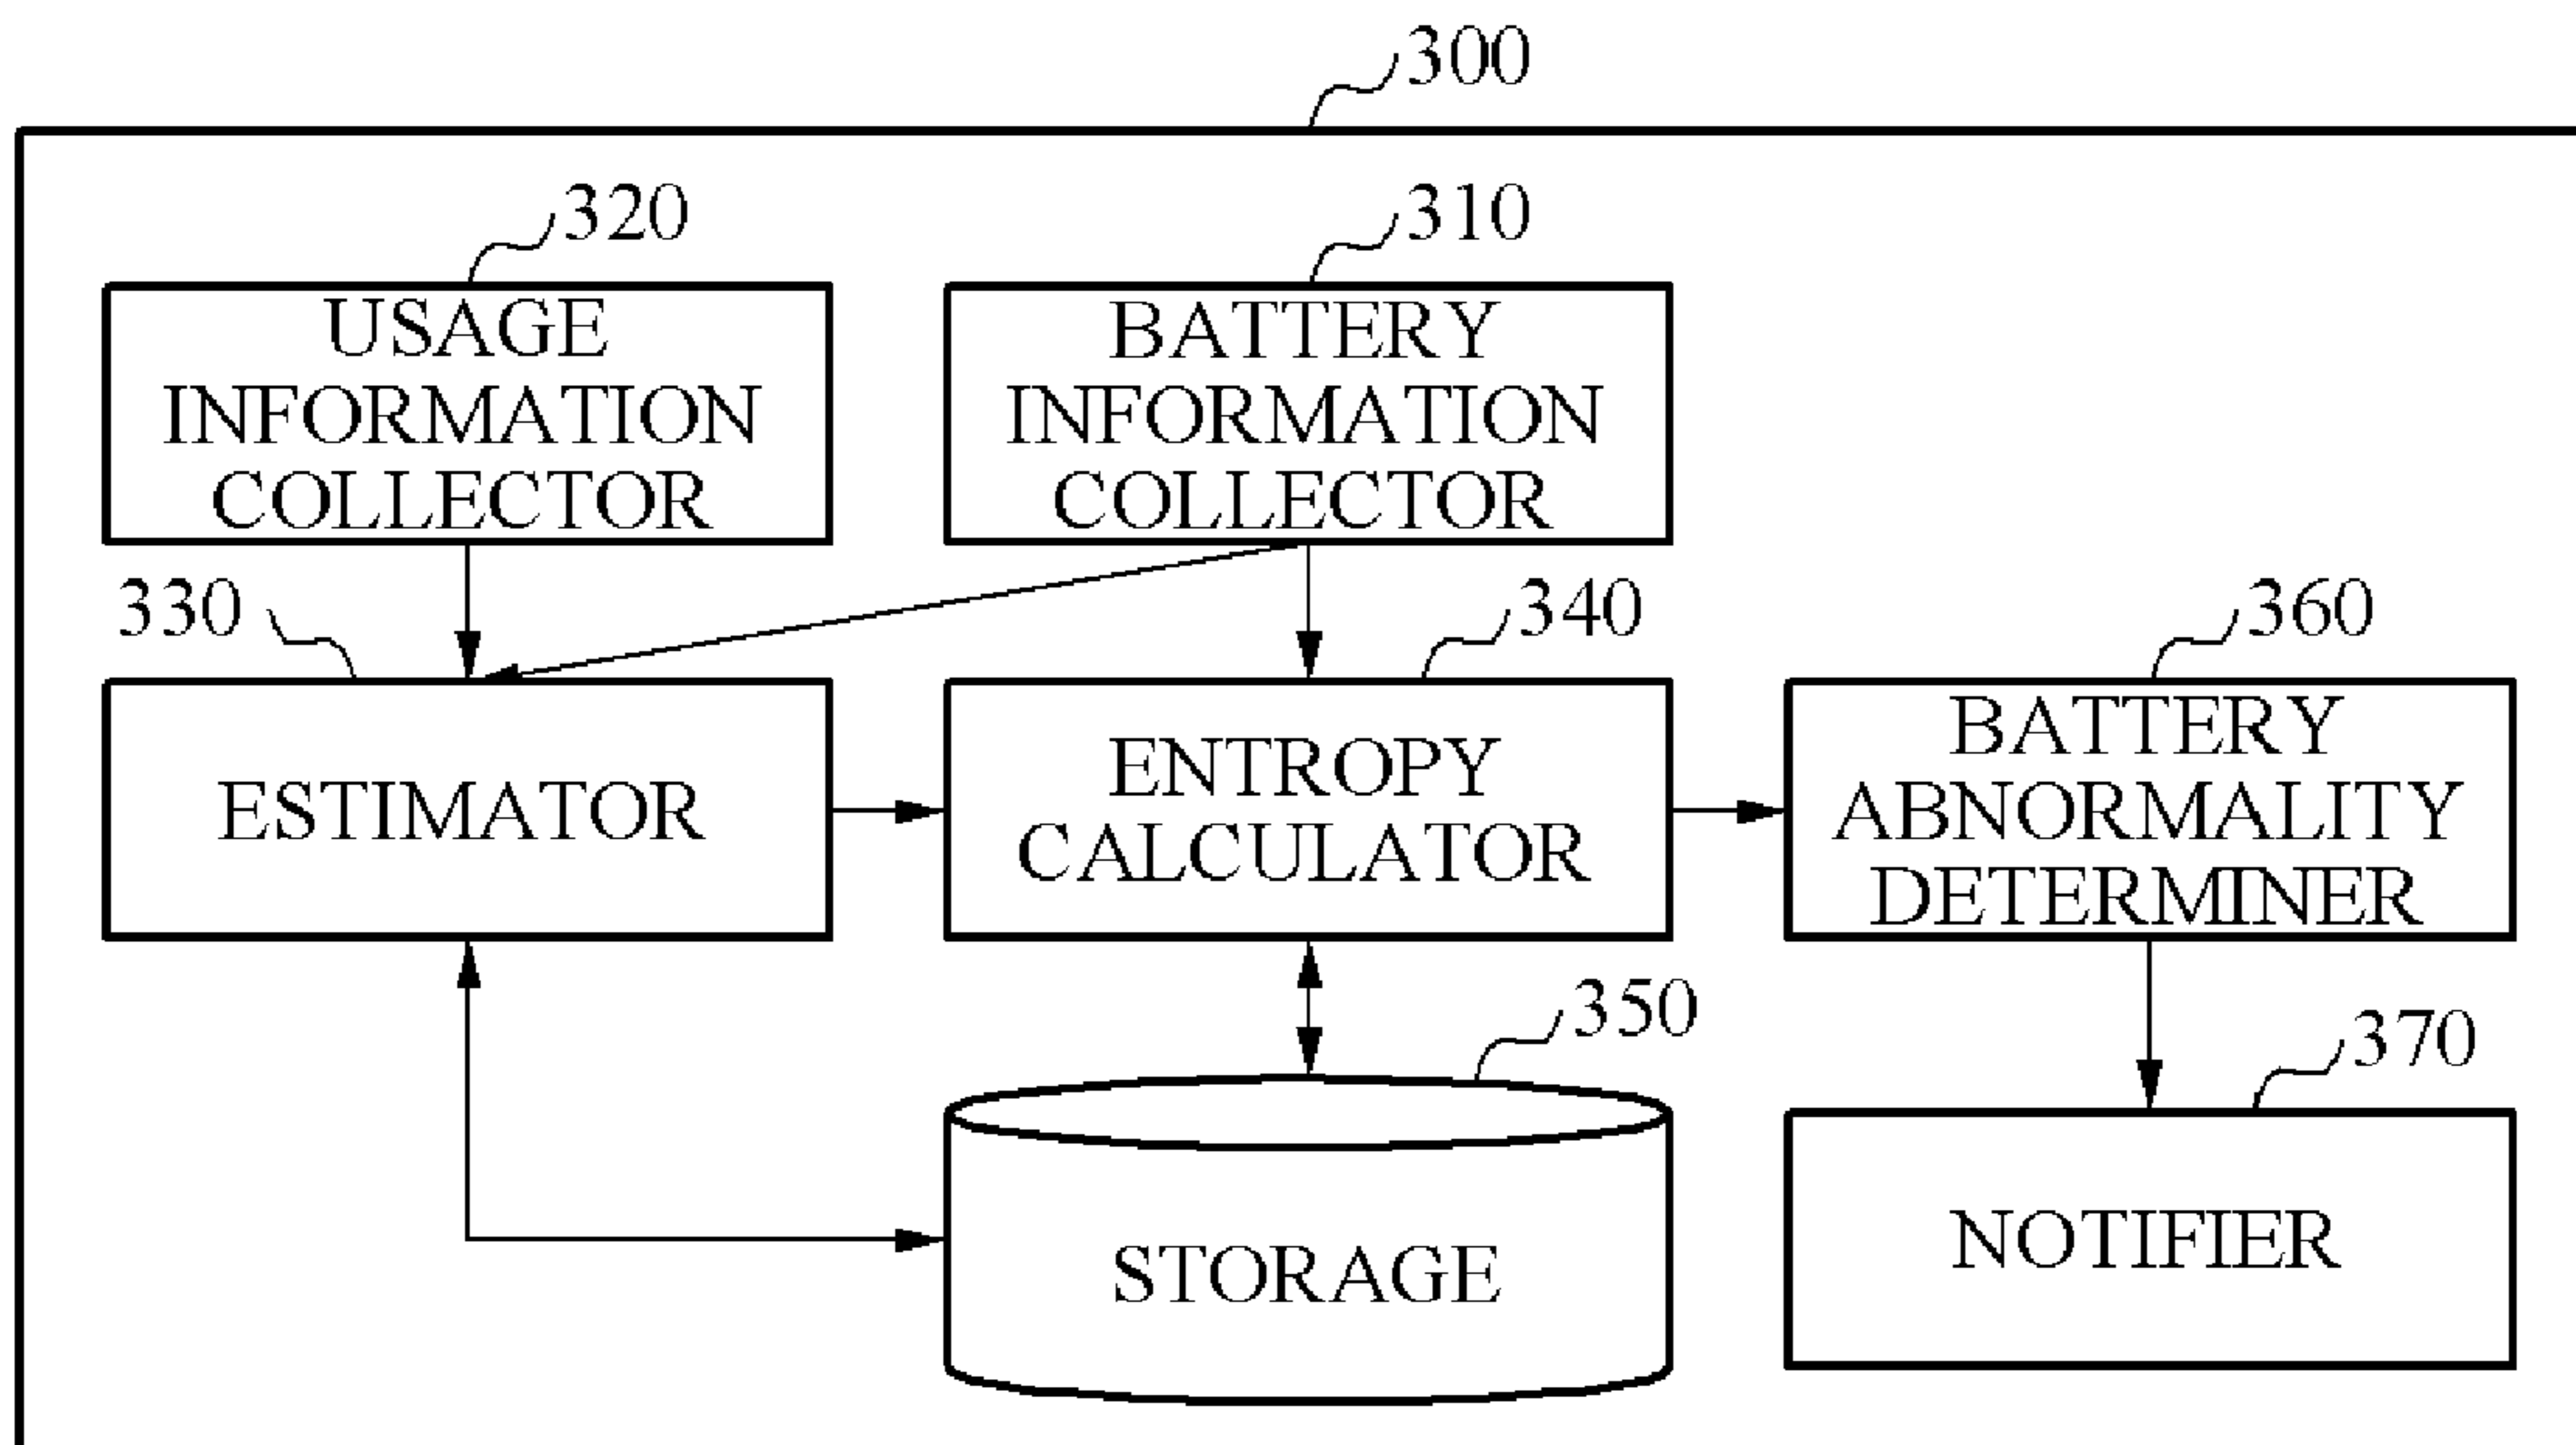 300
320
310
USAGE
INFORMATION
COLLECTOR
BATTERY
INFORMATION
COLLECTOR
330
340
360
ESTIMATOR
ENTROPY
CALCULATOR
BATTERY
ABNORMALITY
DETERMINER
350
370
STORAGE
NOTIFIER